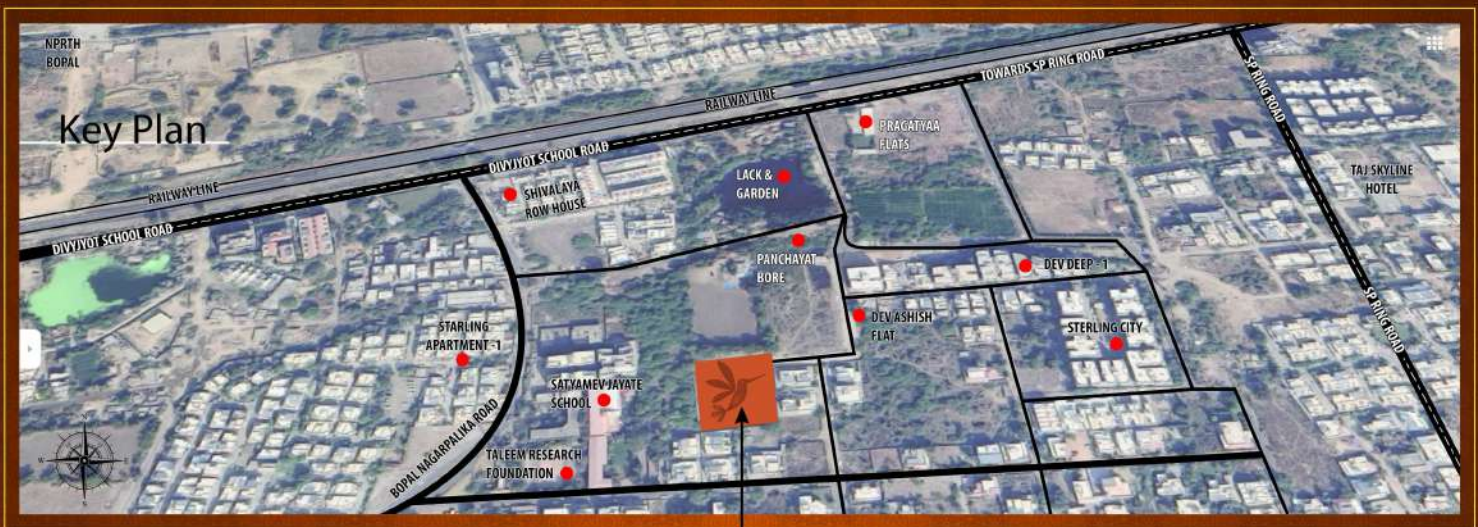 NPRTH
BOPAL
Key Plan
RAILWAY LINE
TOWARDS SP RING ROAD
SP RING ROAD
PRAGATYAA
FLATS
DIVYJYOT SCHOOL ROAD
RAILWAY LINE
SHIVALAYA
ROW HOUSE
LACK &
GARDEN
TAJ SKYLINE
HOTEL
DIVYJYOT SCHOOL ROAD
PANCHAYAT
BORE
DEV DEEP - 1
SP RING ROAD
DEV ASHISH
FLAT
STERLING CITY
STARLING
APARTMENT -1
SATYAMEV JAYATE
SCHOOL
BOPAL NAGARPALIKA ROAD
TALEEM RESEARCH
FOUNDATION
W
E